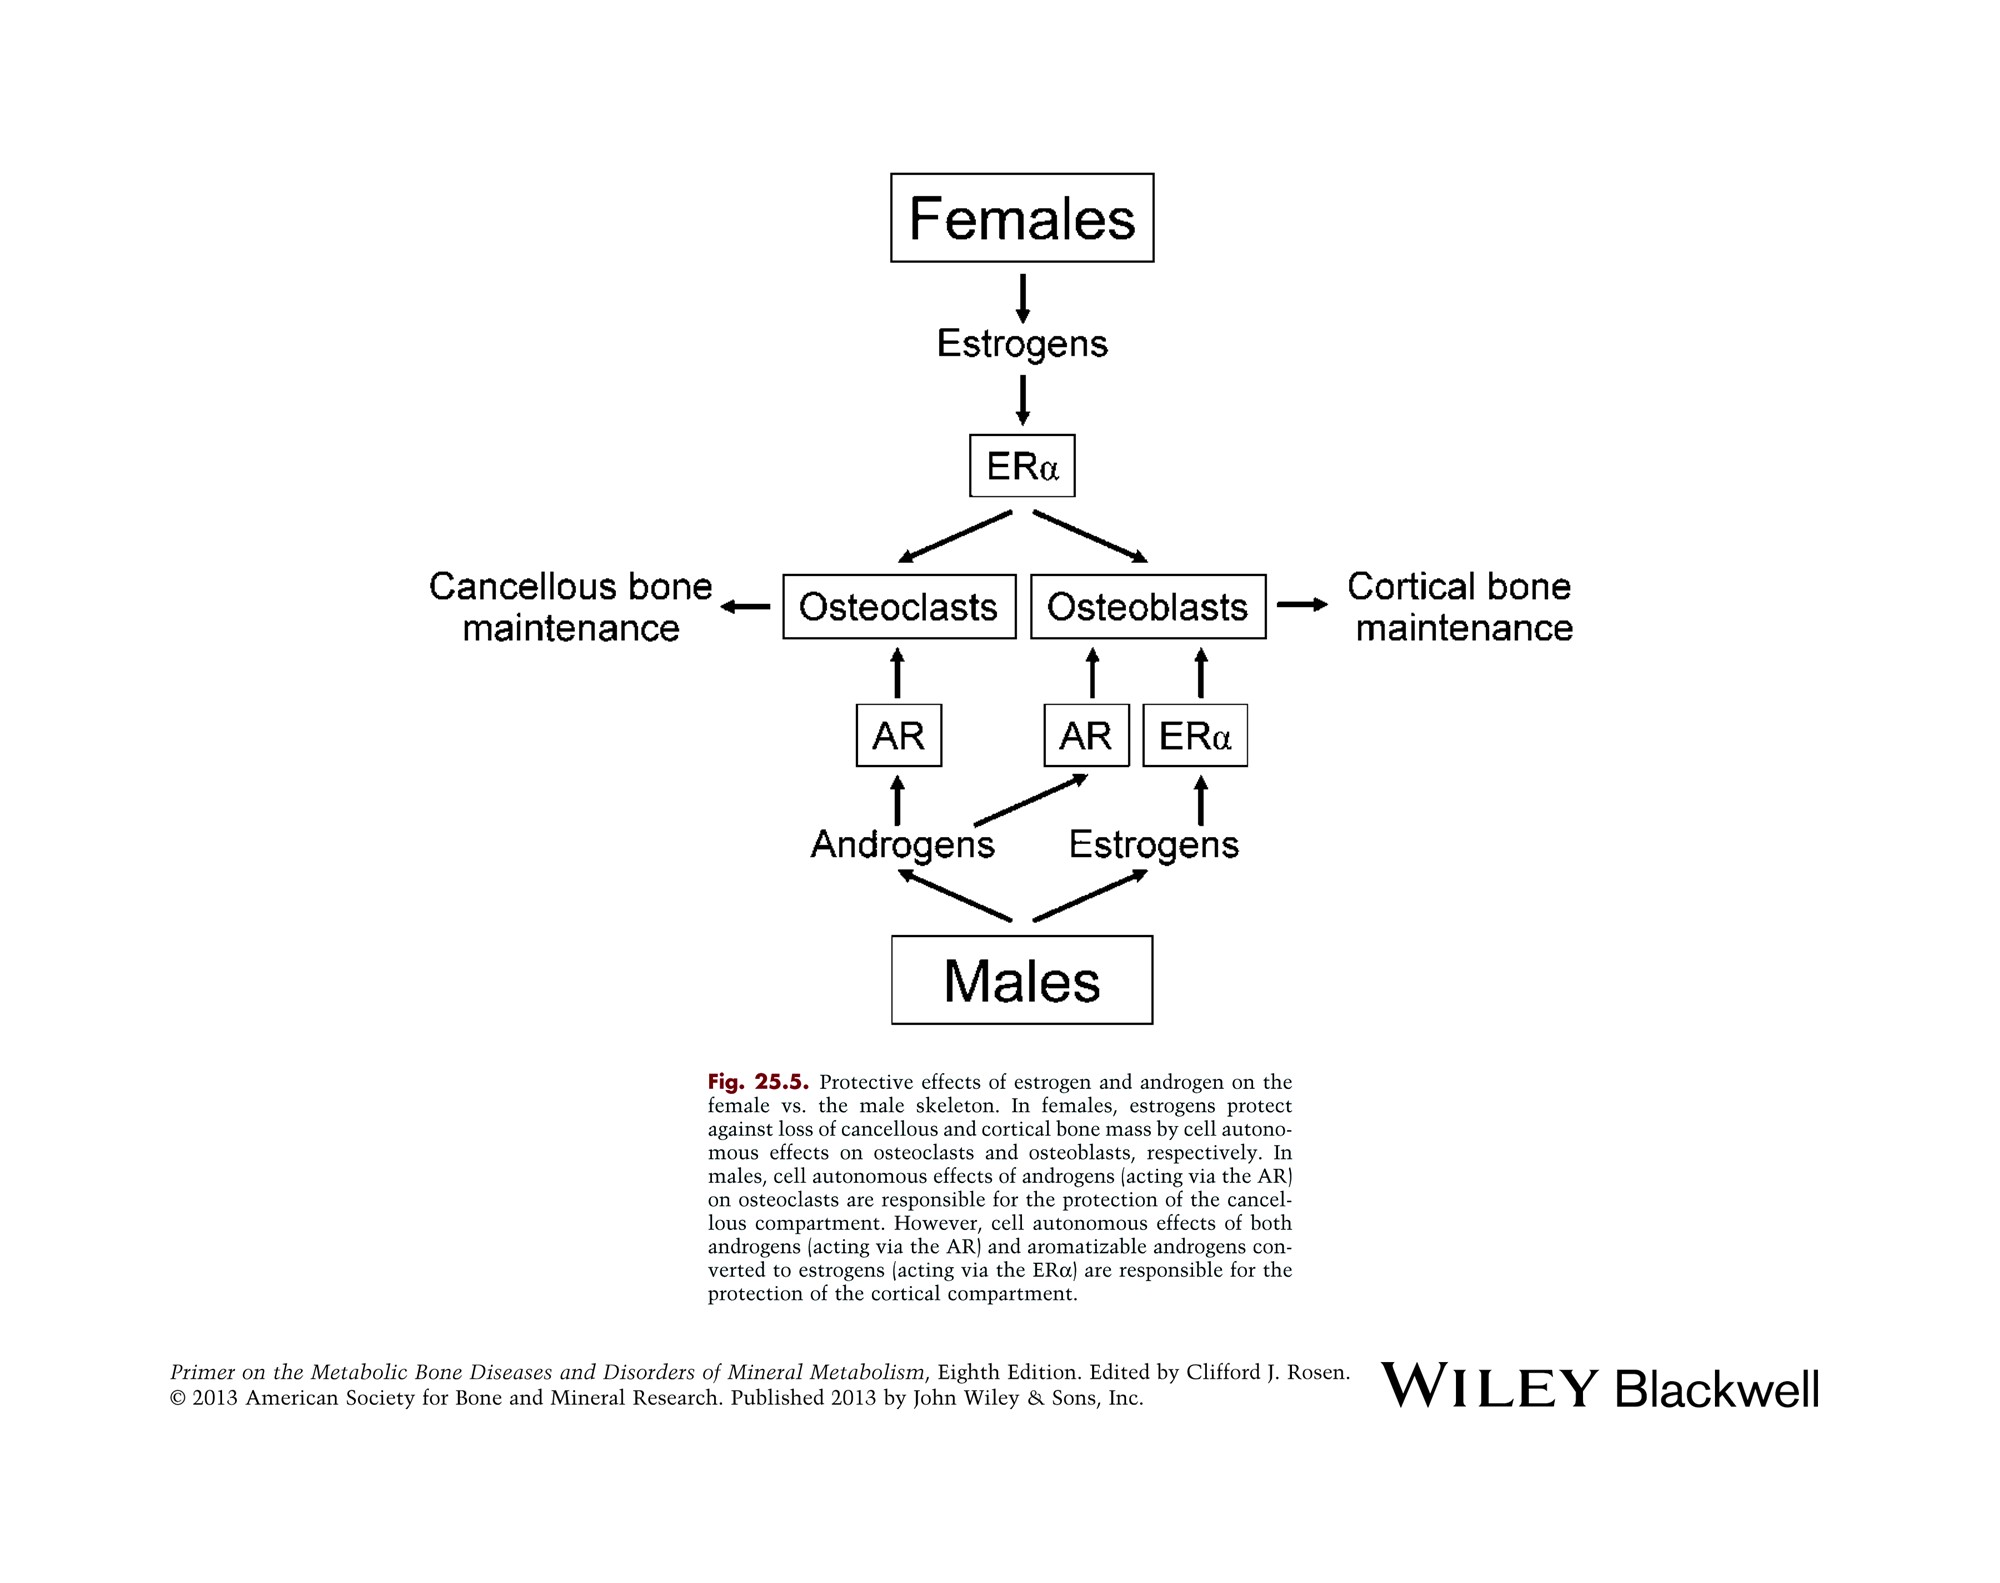 Females
Estrogens
ERα
Cancellous bone
maintenance
Osteoclasts
Osteoblasts
Cortical bone
maintenance
AR
AR
ERα
Androgens
Estrogens
Males
Fig. 25.5. Protective effects of estrogen and androgen on the
female vs. the male skeleton. In females, estrogens protect
against loss of cancellous and cortical bone mass by cell autono-
mous effects on osteoclasts and osteoblasts, respectively. In
males, cell autonomous effects of androgens (acting via the AR)
on osteoclasts are responsible for the protection of the cancel-
lous compartment. However, cell autonomous effects of both
androgens (acting via the AR) and aromatizable androgens con-
verted to estrogens (acting via the ERα) are responsible for the
protection of the cortical compartment.
Primer on the Metabolic Bone Diseases and Disorders of Mineral Metabolism, Eighth Edition. Edited by Clifford J. Rosen.
© 2013 American Society for Bone and Mineral Research. Published 2013 by John Wiley & Sons, Inc.
WILEY Blackwell